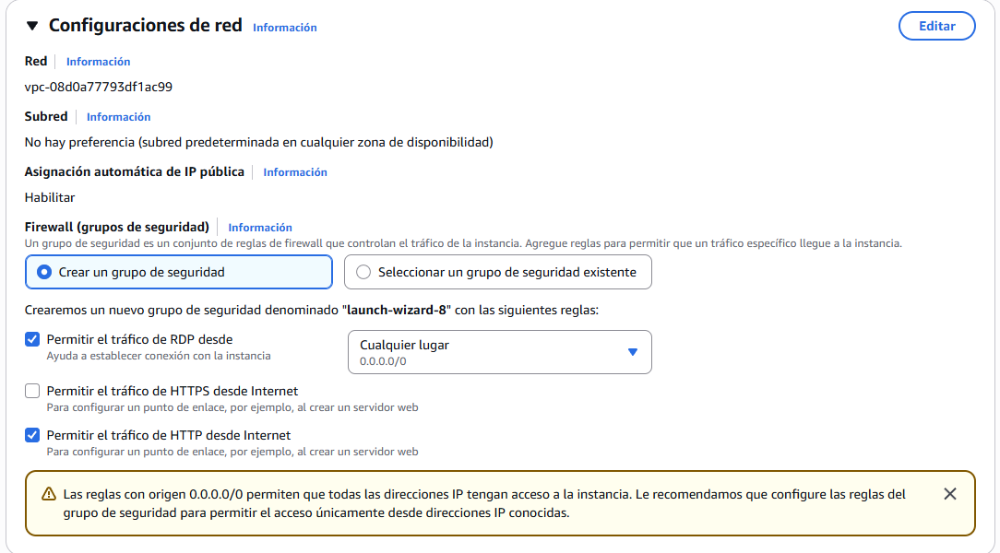 Configuraciones de red Información
Editar
Red Información
vpc-08d0a77793df1ac99
Subred Información
No hay preferencia (subred predeterminada en cualquier zona de disponibilidad)
Asignación automática de IP pública Información
Habilitar
Firewall (grupos de seguridad) Información
Un grupo de seguridad es un conjunto de reglas de firewall que controlan el tráfico de la instancia. Agregue reglas para permitir que un tráfico específico llegue a la instancia.
Crear un grupo de seguridad
Seleccionar un grupo de seguridad existente
Crearemos un nuevo grupo de seguridad denominado "launch-wizard-8" con las siguientes reglas:
Permitir el tráfico de RDP desde
Ayuda a establecer conexión con la instancia
Cualquier lugar
0.0.0.0/0
Permitir el tráfico de HTTPS desde Internet
Para configurar un punto de enlace, por ejemplo, al crear un servidor web
Permitir el tráfico de HTTP desde Internet
Para configurar un punto de enlace, por ejemplo, al crear un servidor web
Las reglas con origen 0.0.0.0/0 permiten que todas las direcciones IP tengan acceso a la instancia. Le recomendamos que configure las reglas del
grupo de seguridad para permitir el acceso únicamente desde direcciones IP conocidas.